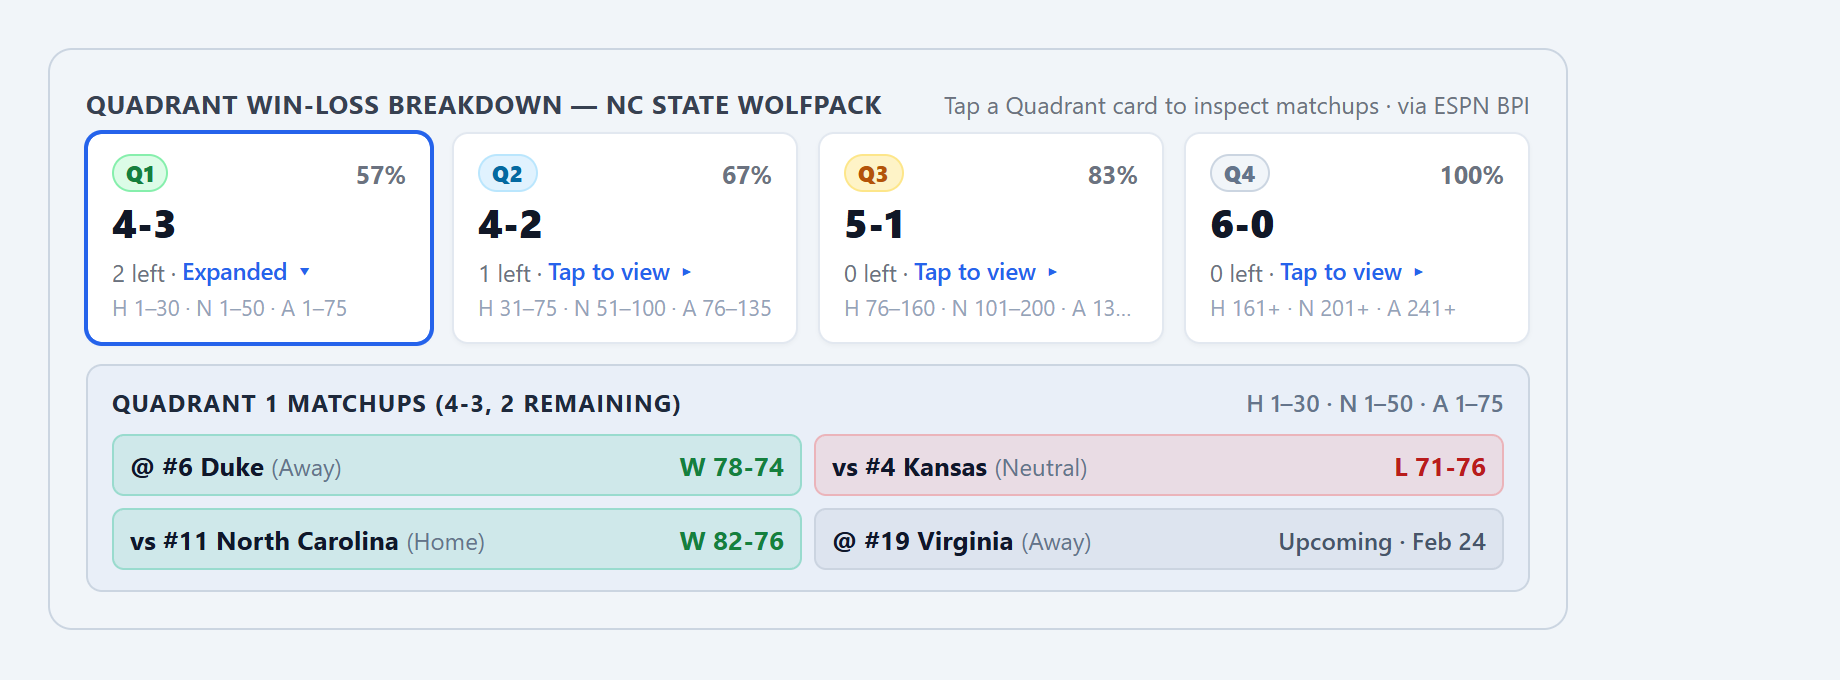 QUADRANT WIN-LOSS BREAKDOWN — NC STATE WOLFPACK
Tap a Quadrant card to inspect matchups · via ESPN BPI
Q1 57%
4-3
2 left · Expanded ▾
H 1–30 · N 1–50 · A 1–75
Q2 67%
4-2
1 left · Tap to view ▸
H 31–75 · N 51–100 · A 76–135
Q3 83%
5-1
0 left · Tap to view ▸
H 76–160 · N 101–200 · A 13…
Q4 100%
6-0
0 left · Tap to view ▸
H 161+ · N 201+ · A 241+
QUADRANT 1 MATCHUPS (4-3, 2 REMAINING)
H 1–30 · N 1–50 · A 1–75
@ #6 Duke (Away) W 78-74
vs #4 Kansas (Neutral) L 71-76
vs #11 North Carolina (Home) W 82-76
@ #19 Virginia (Away) Upcoming · Feb 24